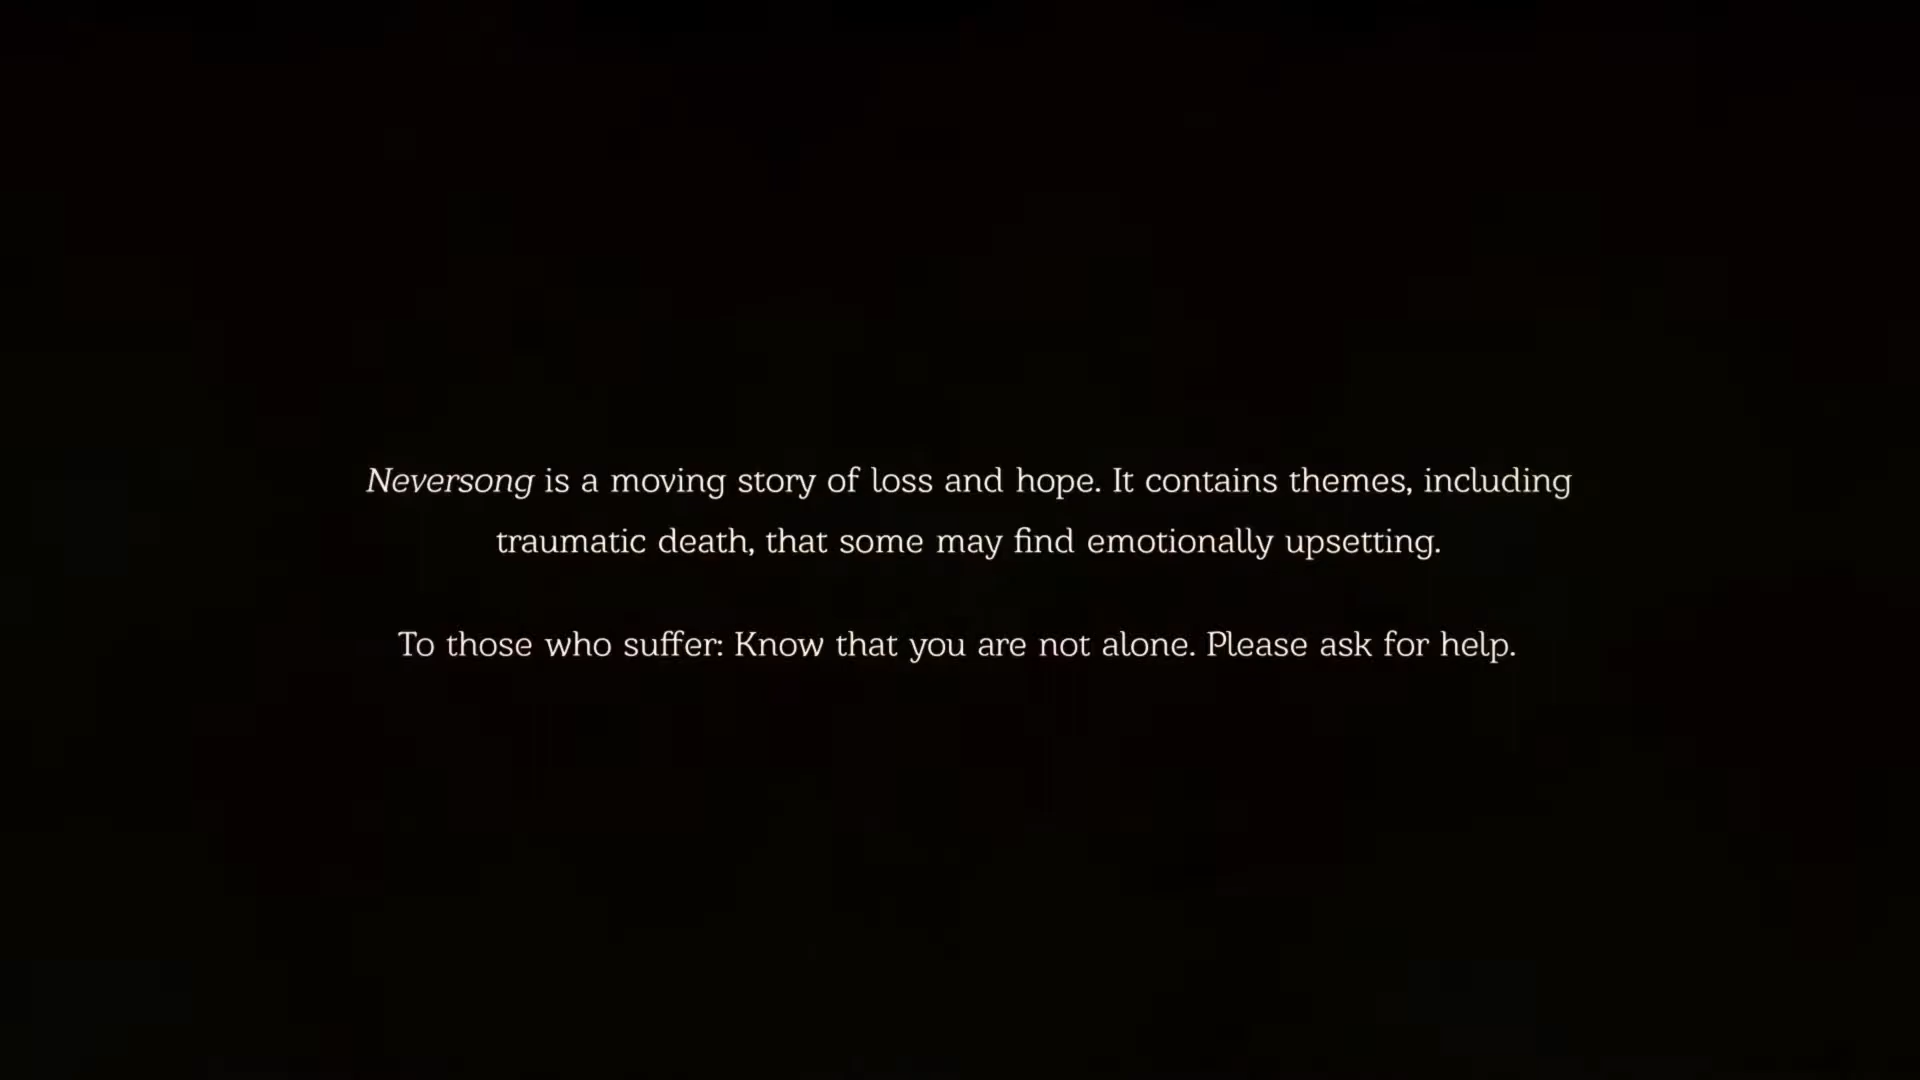 Neversong is a moving story of loss and hope. It contains themes, including
traumatic death, that some may find emotionally upsetting.
To those who suffer: Know that you are not alone. Please ask for help.